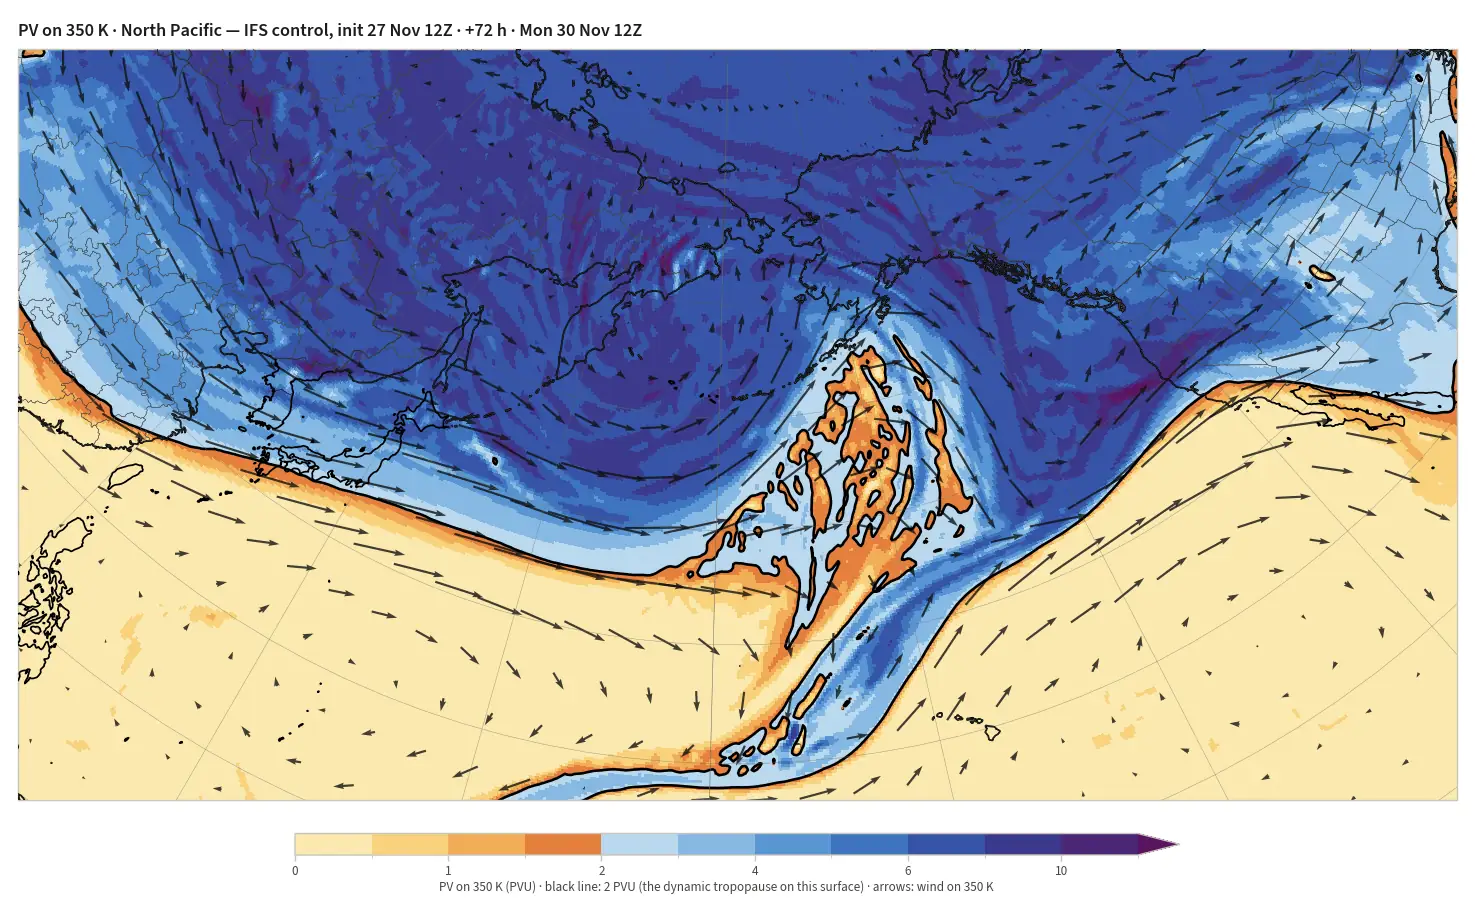 PV on 350 K · North Pacific — IFS control, init 27 Nov 12Z · +72 h · Mon 30 Nov 12Z
0 1 2 4 6 10
PV on 350 K (PVU) · black line: 2 PVU (the dynamic tropopause on this surface) · arrows: wind on 350 K